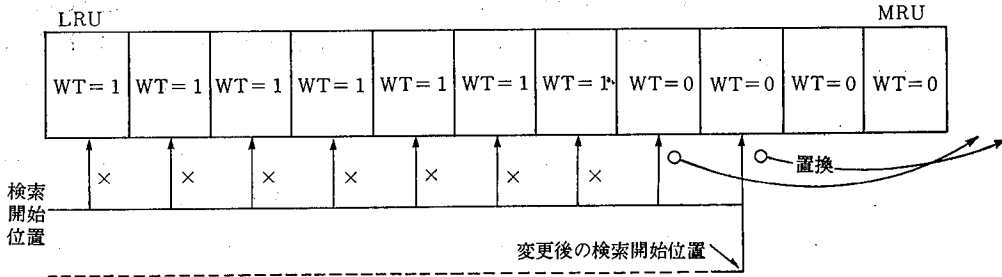 LRU MRU
WT=1 WT=1 WT=1 WT=1 WT=1 WT=1 WT=1 WT=0 WT=0 WT=0 WT=0
× × × × × × × ○ ○ 置換
検索
開始
位置
変更後の検索開始位置